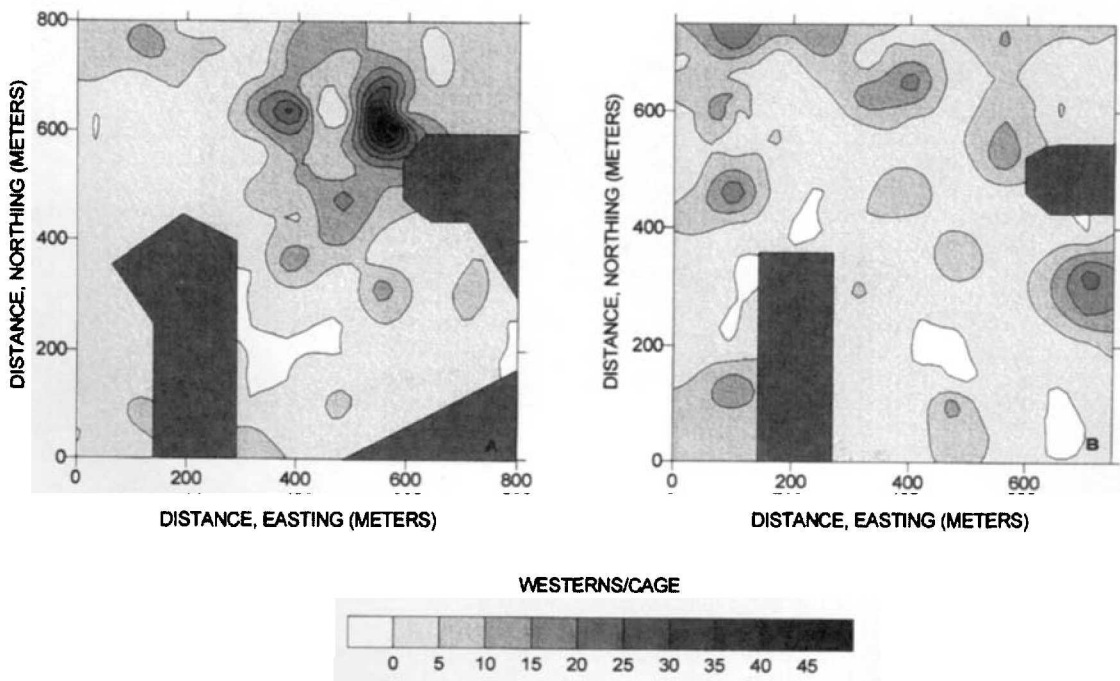 800
600
400
200
0
DISTANCE, NORTHING (METERS)
A
0 200 400 600 800
DISTANCE, EASTING (METERS)
600
400
200
0
DISTANCE, NORTHING (METERS)
B
0 200 400 600
DISTANCE, EASTING (METERS)
WESTERNS/CAGE
0 5 10 15 20 25 30 35 40 45